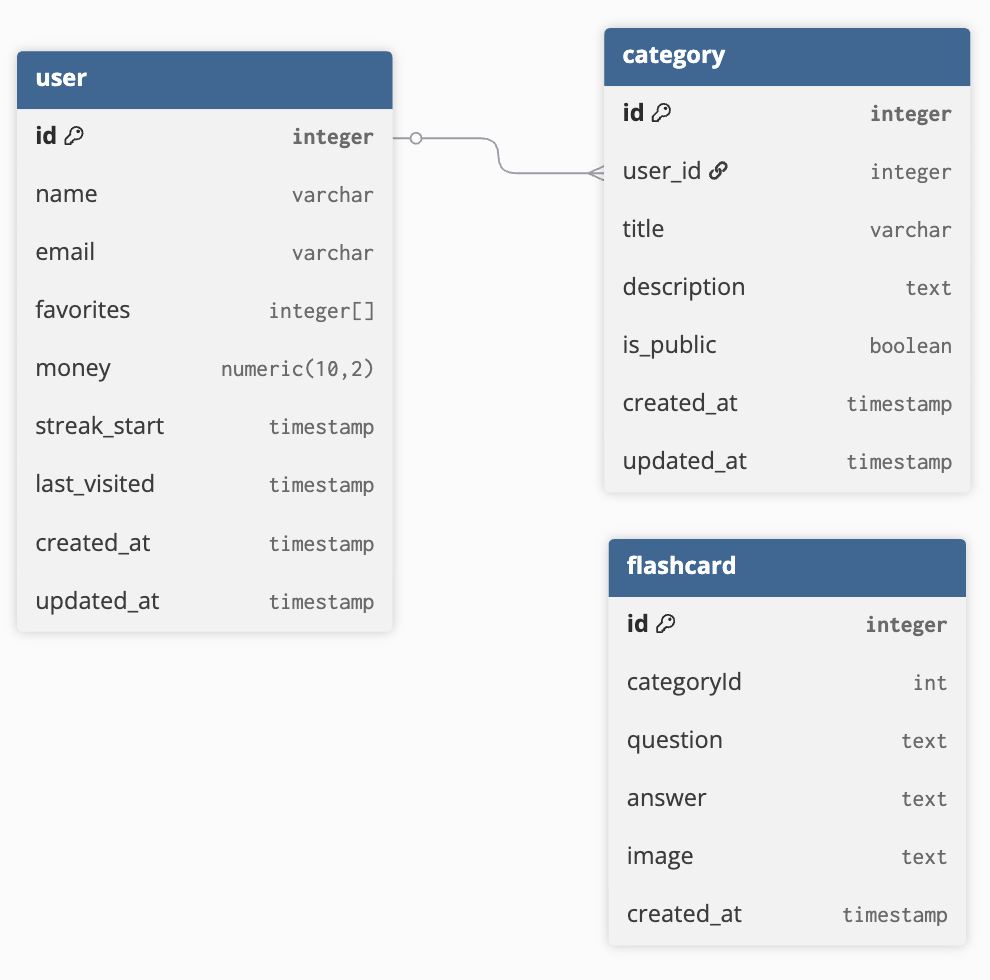 user
id integer
name varchar
email varchar
favorites integer[]
money numeric(10,2)
streak_start timestamp
last_visited timestamp
created_at timestamp
updated_at timestamp
category
id integer
user_id integer
title varchar
description text
is_public boolean
created_at timestamp
updated_at timestamp
flashcard
id integer
categoryId int
question text
answer text
image text
created_at timestamp